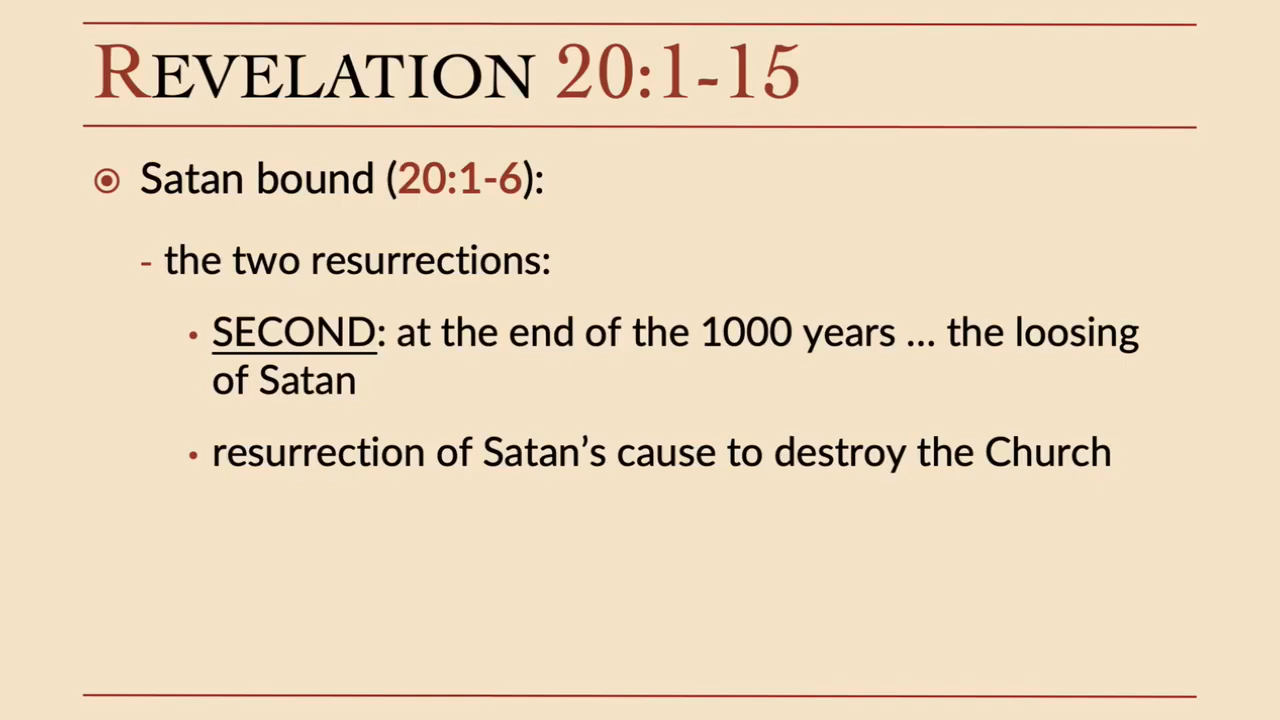 REVELATION 20:1-15
Satan bound (20:1-6):
- the two resurrections:
• SECOND: at the end of the 1000 years ... the loosing
of Satan
• resurrection of Satan’s cause to destroy the Church